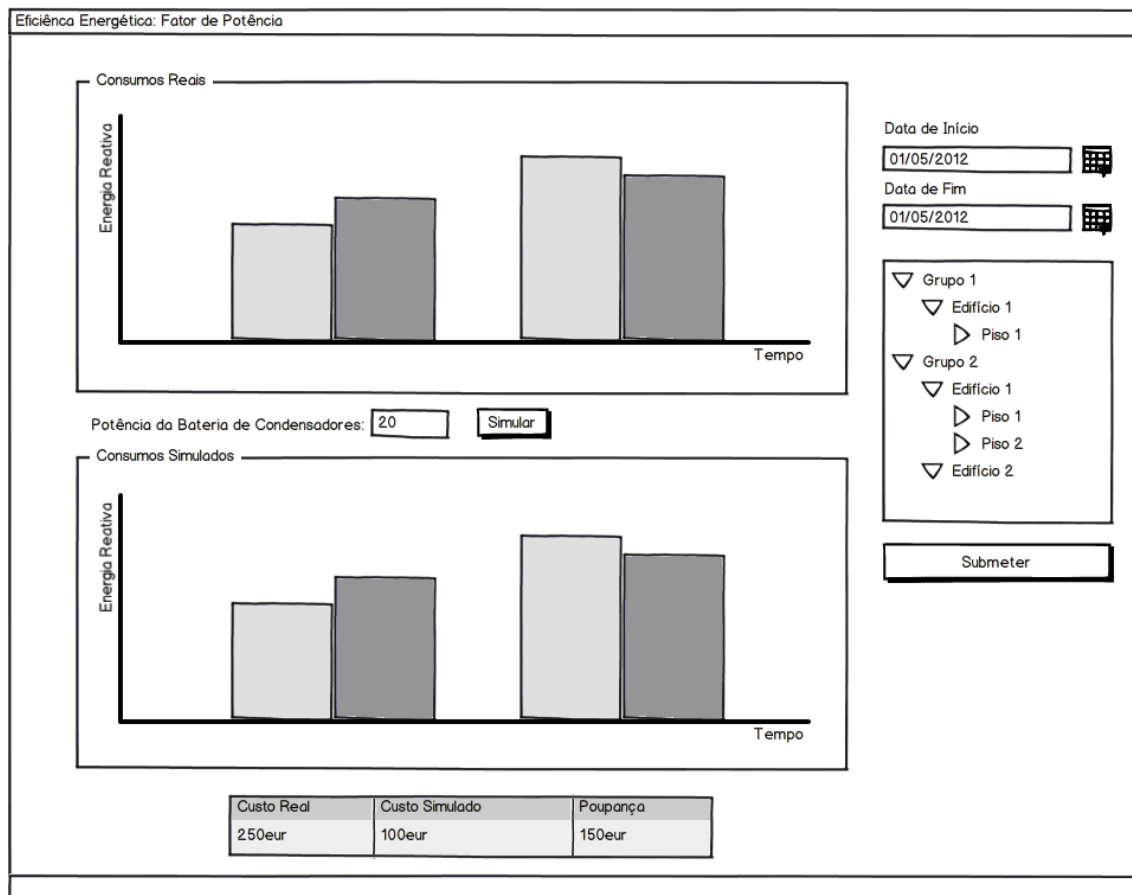 Eficiênca Energética: Fator de Potência
Consumos Reais
Energia Reativa
Tempo
Potência da Bateria de Condensadores: 20 Simular
Consumos Simulados
Energia Reativa
Tempo
Custo Real Custo Simulado Poupança
250eur 100eur 150eur
Data de Início
01/05/2012
Data de Fim
01/05/2012
Grupo 1
Edifício 1
Piso 1
Grupo 2
Edifício 1
Piso 1
Piso 2
Edifício 2
Submeter